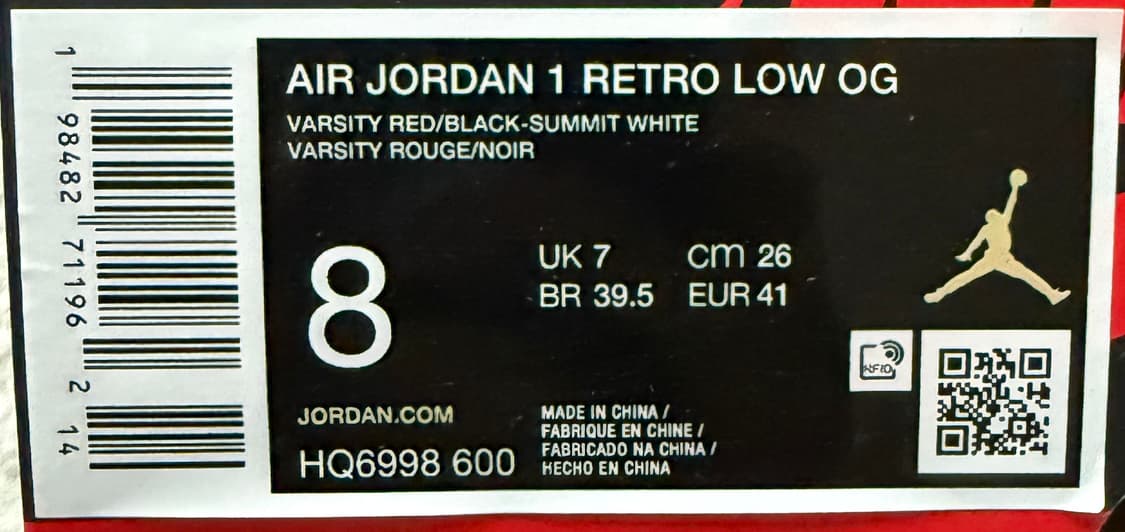 1 98482 71196 2 14
AIR JORDAN 1 RETRO LOW OG
VARSITY RED/BLACK-SUMMIT WHITE
VARSITY ROUGE/NOIR
8
UK 7 cm 26
BR 39.5 EUR 41
RFID
JORDAN.COM
HQ6998 600
MADE IN CHINA /
FABRIQUE EN CHINE /
FABRICADO NA CHINA /
HECHO EN CHINA